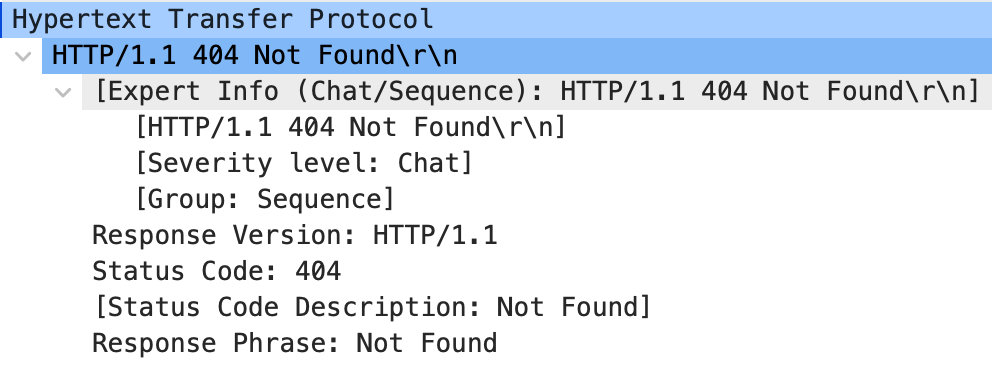 Hypertext Transfer Protocol
HTTP/1.1 404 Not Found\r\n
[Expert Info (Chat/Sequence): HTTP/1.1 404 Not Found\r\n]
[HTTP/1.1 404 Not Found\r\n]
[Severity level: Chat]
[Group: Sequence]
Response Version: HTTP/1.1
Status Code: 404
[Status Code Description: Not Found]
Response Phrase: Not Found